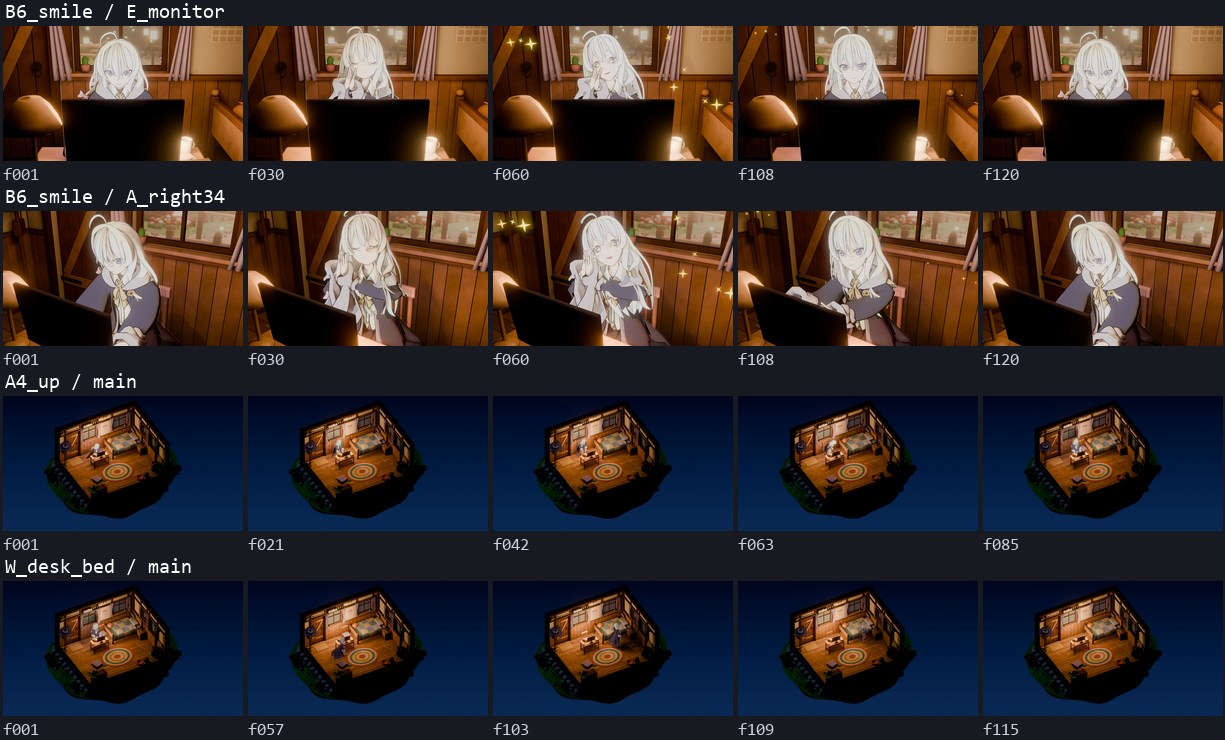 B6_smile / E_monitor
f001 f030 f060 f108 f120
B6_smile / A_right34
f001 f030 f060 f108 f120
A4_up / main
f001 f021 f042 f063 f085
W_desk_bed / main
f001 f057 f103 f109 f115